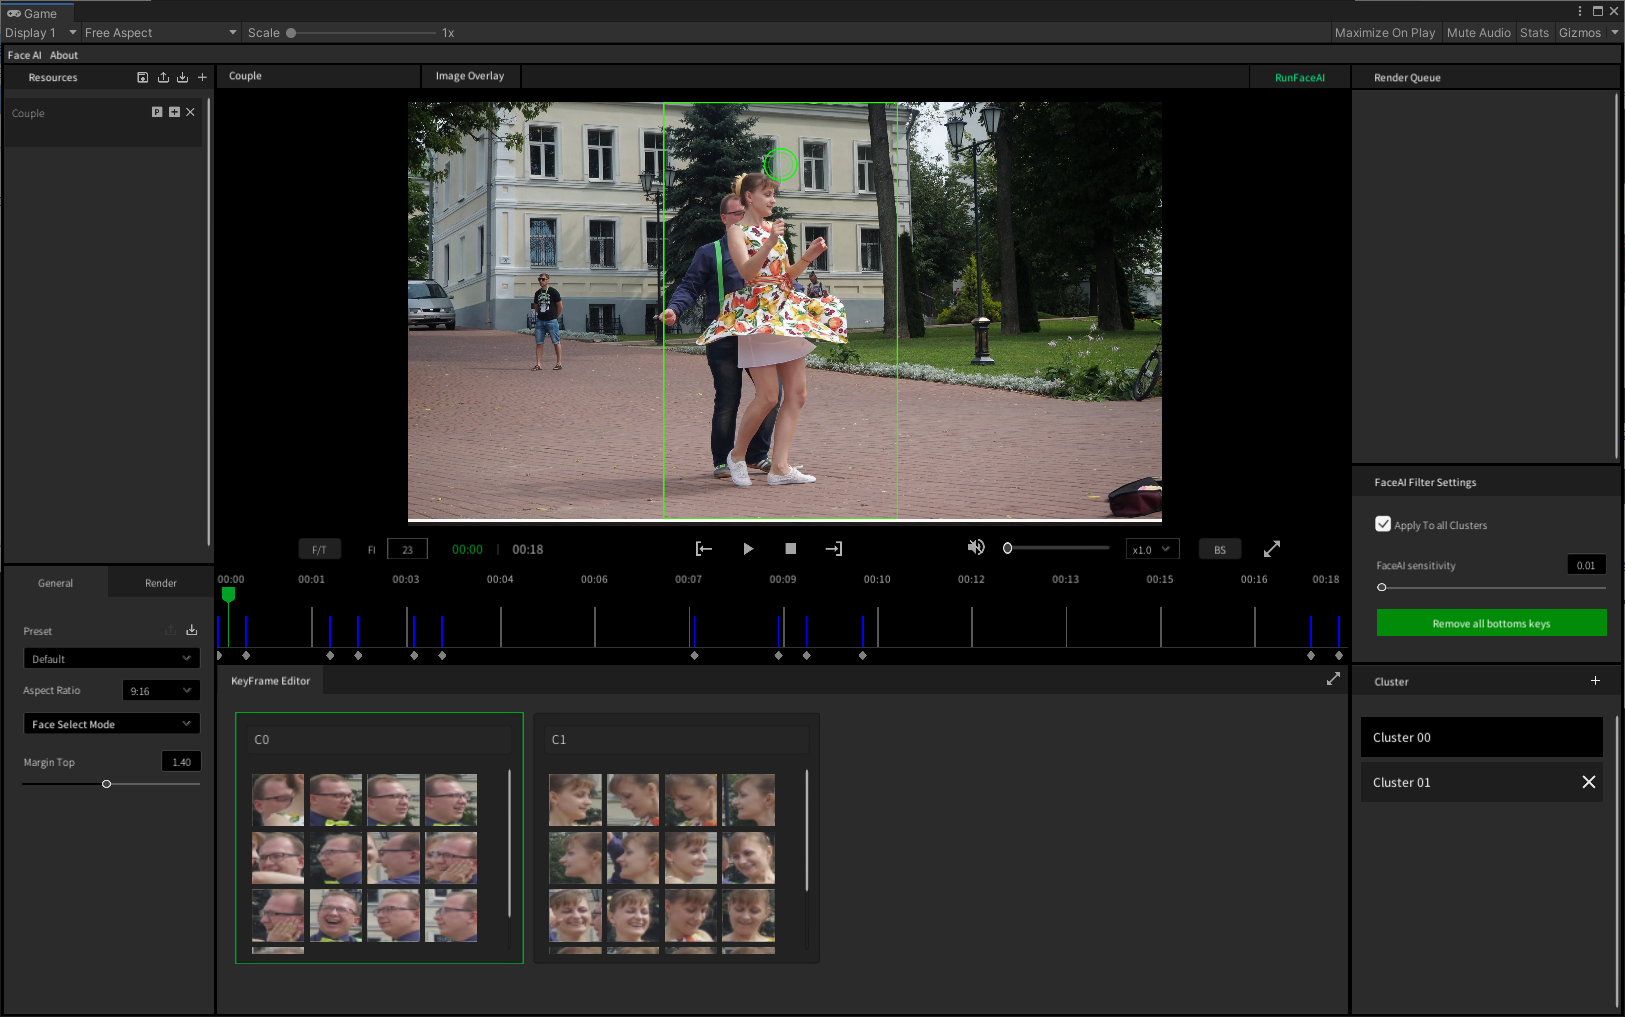 Game
Display 1 Free Aspect Scale 1x Maximize On Play Mute Audio Stats Gizmos
Face AI About
Resources Couple Image Overlay RunFaceAI Render Queue
Couple
FaceAI Filter Settings
Apply To all Clusters
F/T FI 23 00:00 | 00:18 x1.0 BS
FaceAI sensitivity 0.01
General Render 00:00 00:01 00:03 00:04 00:06 00:07 00:09 00:10 00:12 00:13 00:15 00:16 00:18
Remove all bottoms keys
Preset
Default
KeyFrame Editor Cluster
Aspect Ratio 9:16
Face Select Mode
C0 C1 Cluster 00
Margin Top 1.40
Cluster 01